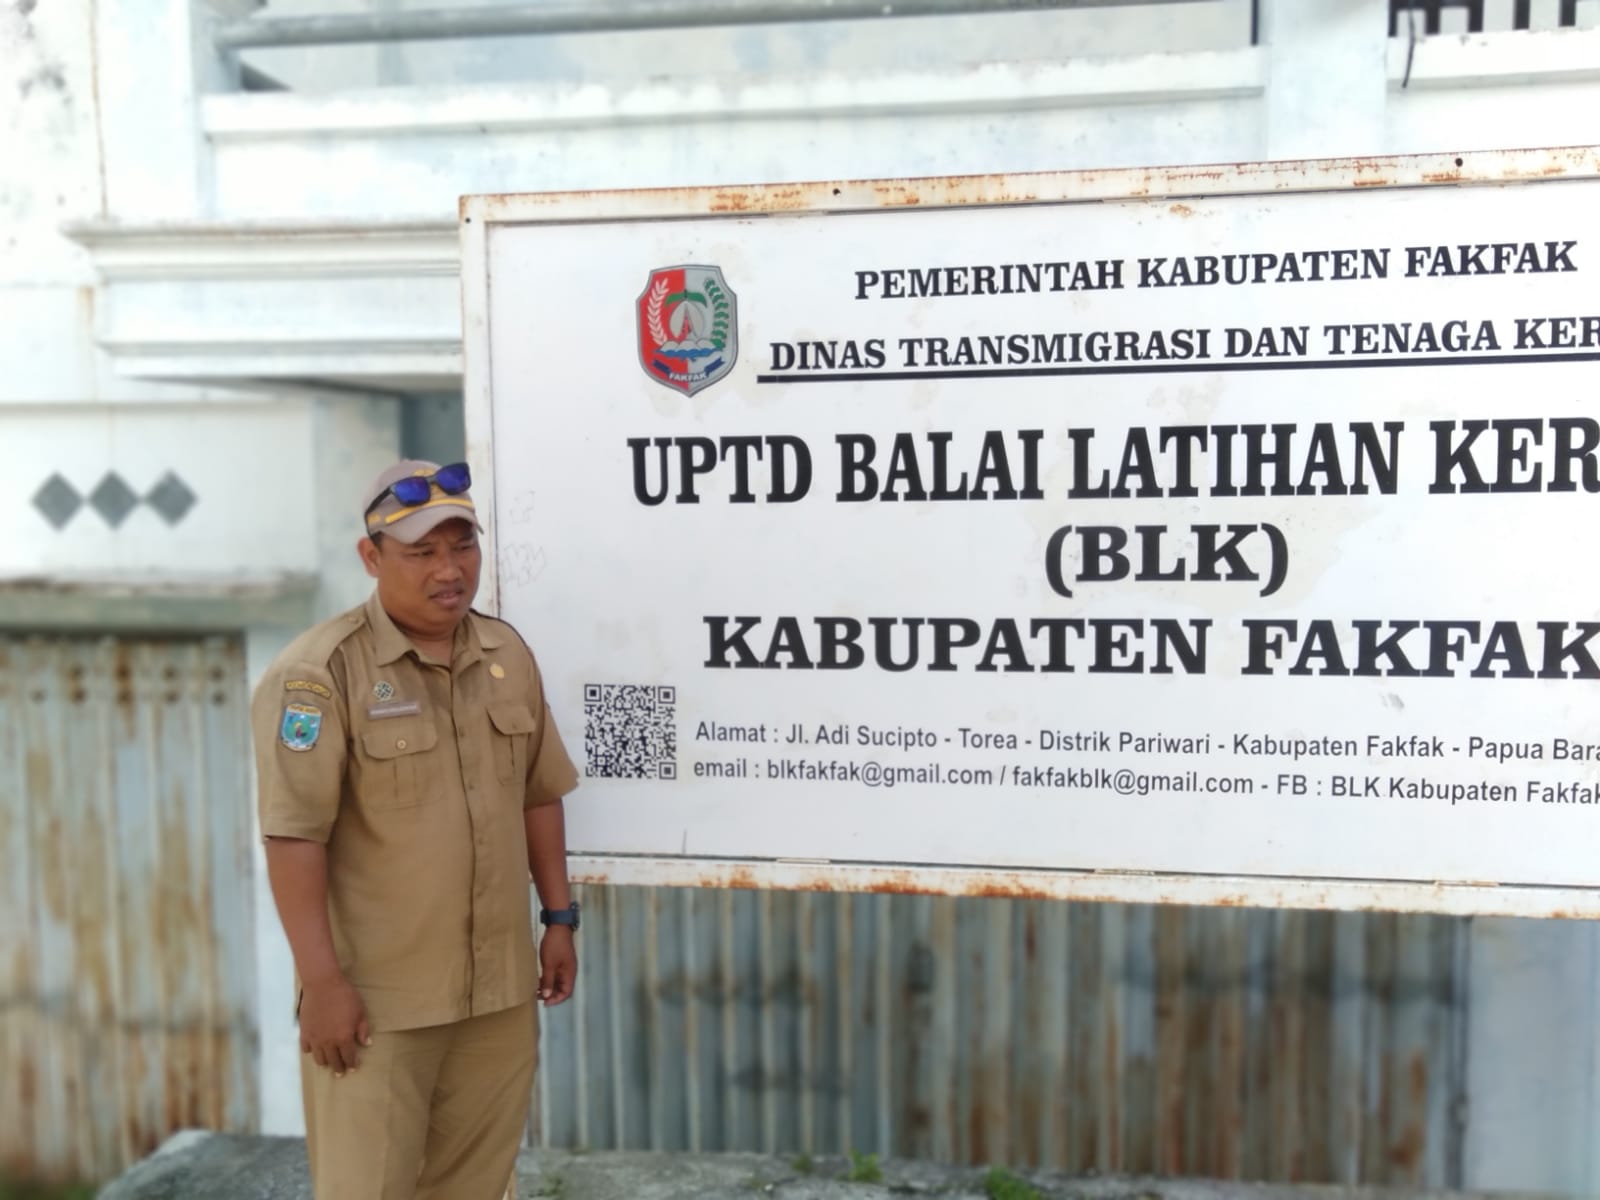 PEMERINTAH KABUPATEN FAKFAK
DINAS TRANSMIGRASI DAN TENAGA KER
FAKFAK
UPTD BALAI LATIHAN KER
(BLK)
KABUPATEN FAKFAK
Alamat : Jl. Adi Sucipto - Torea - Distrik Pariwari - Kabupaten Fakfak - Papua Bara
email : blkfakfak@gmail.com / fakfakblk@gmail.com - FB : BLK Kabupaten Fakfak